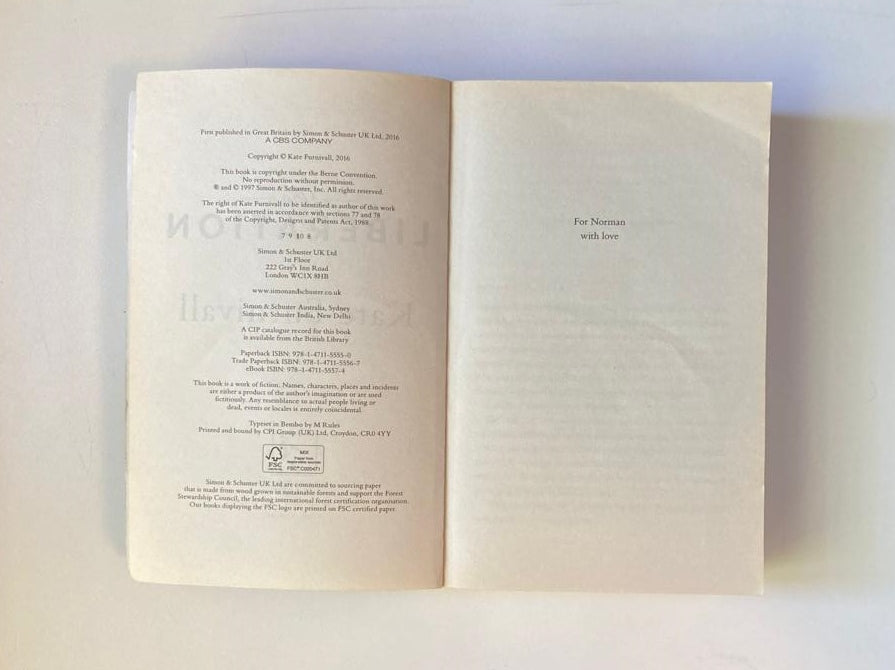 First published in Great Britain by Simon & Schuster UK Ltd, 2016
A CBS COMPANY
Copyright © Kate Furnivall, 2016
This book is copyright under the Berne Convention.
No reproduction without permission.
® and © 1997 Simon & Schuster, Inc. All rights reserved.
The right of Kate Furnivall to be identified as author of this work
has been asserted in accordance with sections 77 and 78
of the Copyright, Designs and Patents Act, 1988.
7 9 10 8
Simon & Schuster UK Ltd
1st Floor
222 Gray's Inn Road
London WC1X 8HB
www.simonandschuster.co.uk
Simon & Schuster Australia, Sydney
Simon & Schuster India, New Delhi
A CIP catalogue record for this book
is available from the British Library
Paperback ISBN: 978-1-4711-5555-0
Trade Paperback ISBN: 978-1-4711-5556-7
eBook ISBN: 978-1-4711-5557-4
This book is a work of fiction. Names, characters, places and incidents
are either a product of the author's imagination or are used
fictitiously. Any resemblance to actual people living or
dead, events or locales is entirely coincidental.
Typeset in Bembo by M Rules
Printed and bound by CPI Group (UK) Ltd, Croydon, CR0 4YY
FSC
MIX
Paper from
responsible sources
FSC® C020471
Simon & Schuster UK Ltd are committed to sourcing paper
that is made from wood grown in sustainable forests and support the Forest
Stewardship Council, the leading international forest certification organisation.
Our books displaying the FSC logo are printed on FSC certified paper.
For Norman
with love